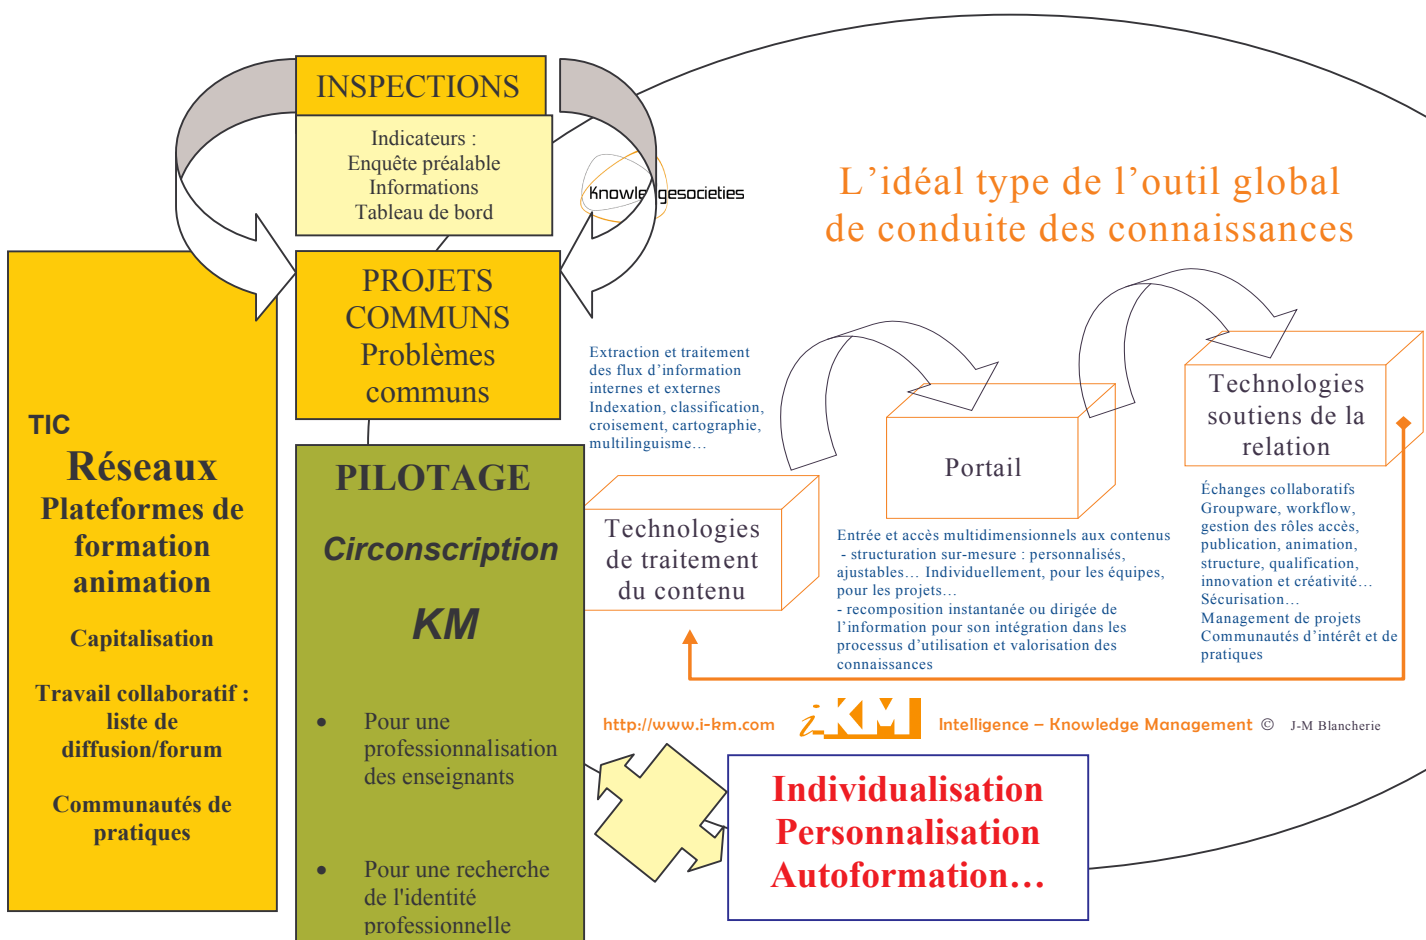 INSPECTIONS
Indicateurs :
Enquête préalable
Informations
Tableau de bord
PROJETS
COMMUNS
Problèmes
communs
TIC
Réseaux
Plateformes de
formation
animation
Capitalisation
Travail collaboratif :
liste de
diffusion/forum
Communautés de
pratiques
PILOTAGE
Circonscription
KM
• Pour une
professionnalisation
des enseignants
• Pour une recherche
de l'identité
professionnelle
gesocieties
L’idéal type de l’outil global
de conduite des connaissances
Extraction et traitement
des flux d’information
internes et externes
Indexation, classification,
croisement, cartographie,
multilinguisme…
Technologies
de traitement
du contenu
Portail
Entrée et accès multidimensionnels aux contenus
- structuration sur-mesure : personnalisés,
ajustables… Individuellement, pour les équipes,
pour les projets…
- recomposition instantanée ou dirigée de
l’information pour son intégration dans les
processus d’utilisation et valorisation des
connaissances
Technologies
soutiens de la
relation
Échanges collaboratifs
Groupware, workflow,
gestion des rôles accès,
publication, animation,
structure, qualification,
innovation et créativité…
Sécurisation…
Management de projets
Communautés d’intérêt et de
pratiques
http://www.i-km.com iKM Intelligence – Knowledge Management © J-M Blancherie
Individualisation
Personnalisation
Autoformation…